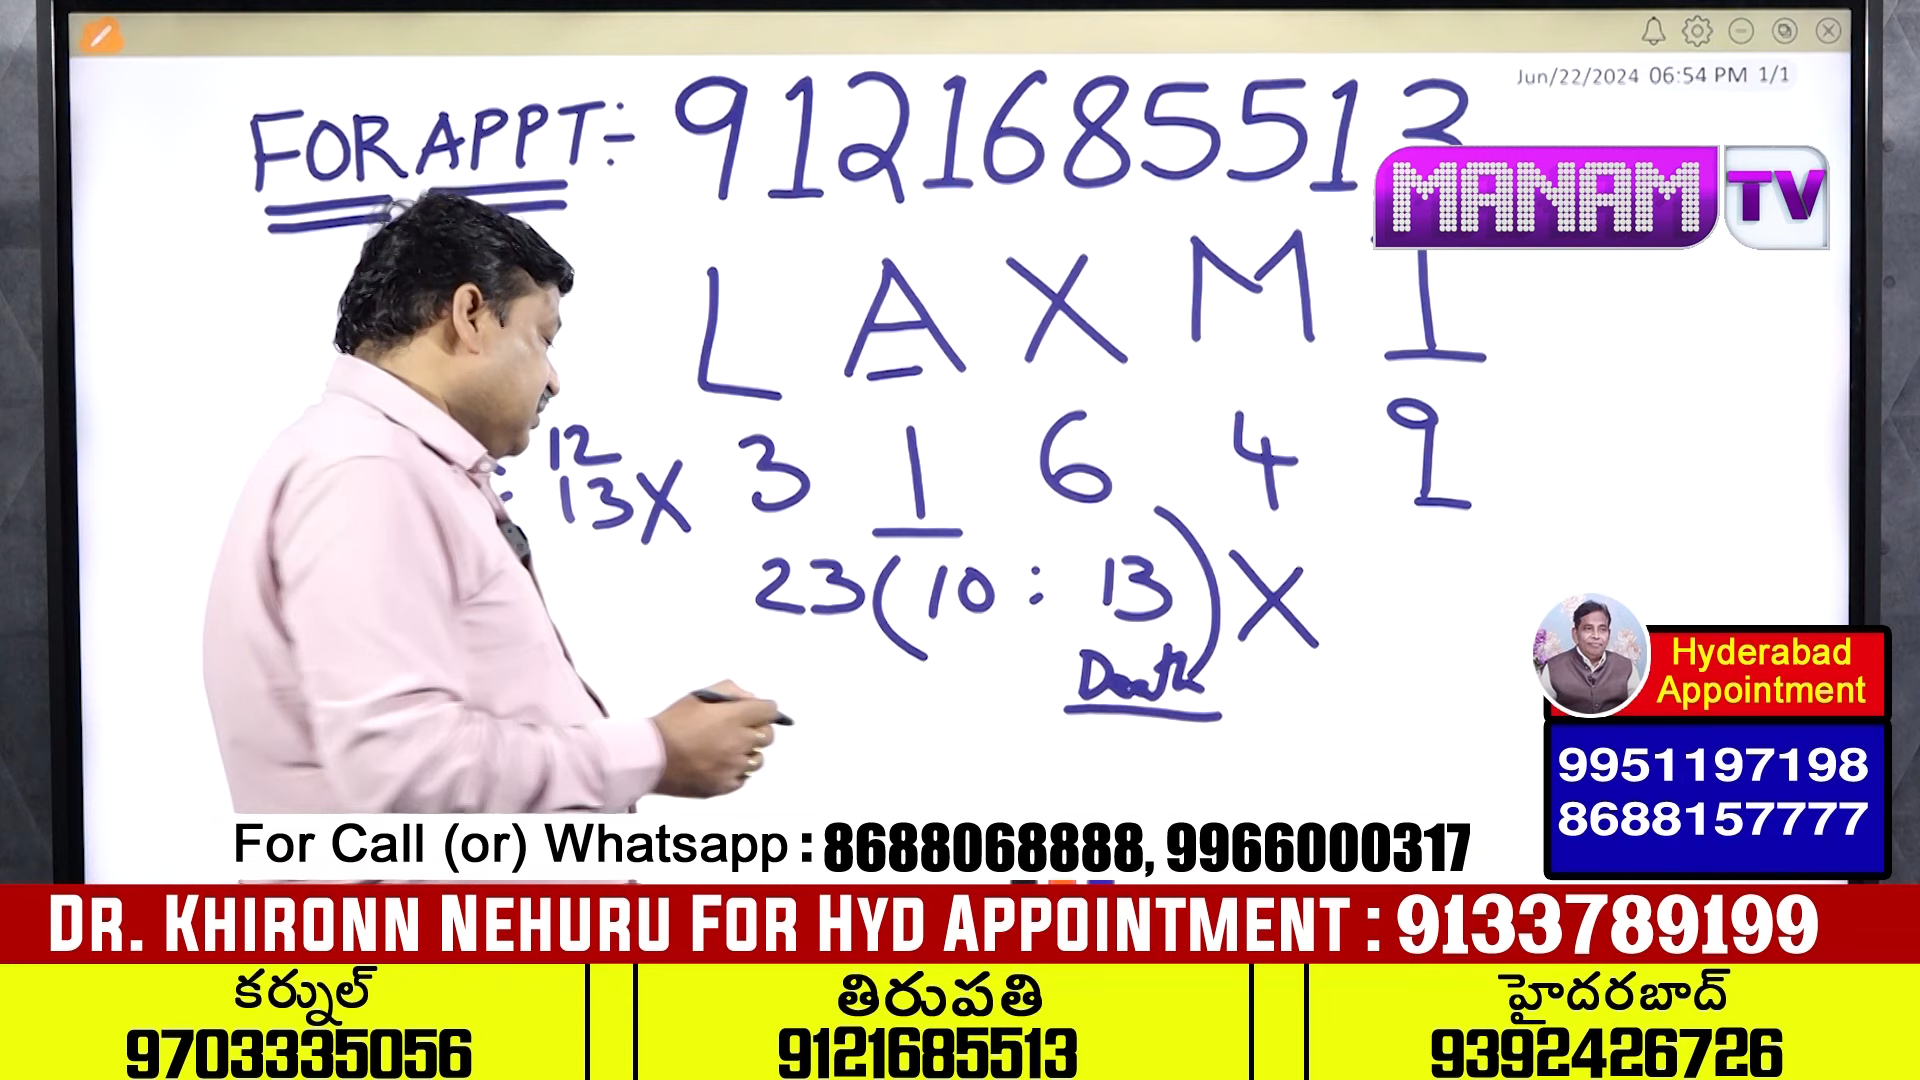 Jun/22/2024 06:54 PM 1/1
FOR APPT:- 9121685513
MANAM TV
L A X M I
12
: 13 X 3 1 6 4 9
23 ( 10 : 13 ) X
Death
Hyderabad
Appointment
9951197198
8688157777
For Call (or) Whatsapp : 8688068888, 9966000317
DR. KHIRONN NEHURU FOR HYD APPOINTMENT : 9133789199
కర్నుల్
9703335056
తిరుపతి
9121685513
హైదరబాద్
9392426726